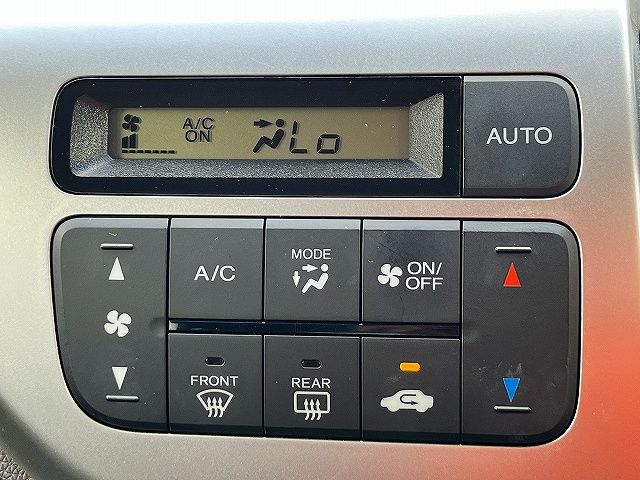 A/C
ON
Lo
AUTO
A/C
MODE
ON/
OFF
FRONT
REAR